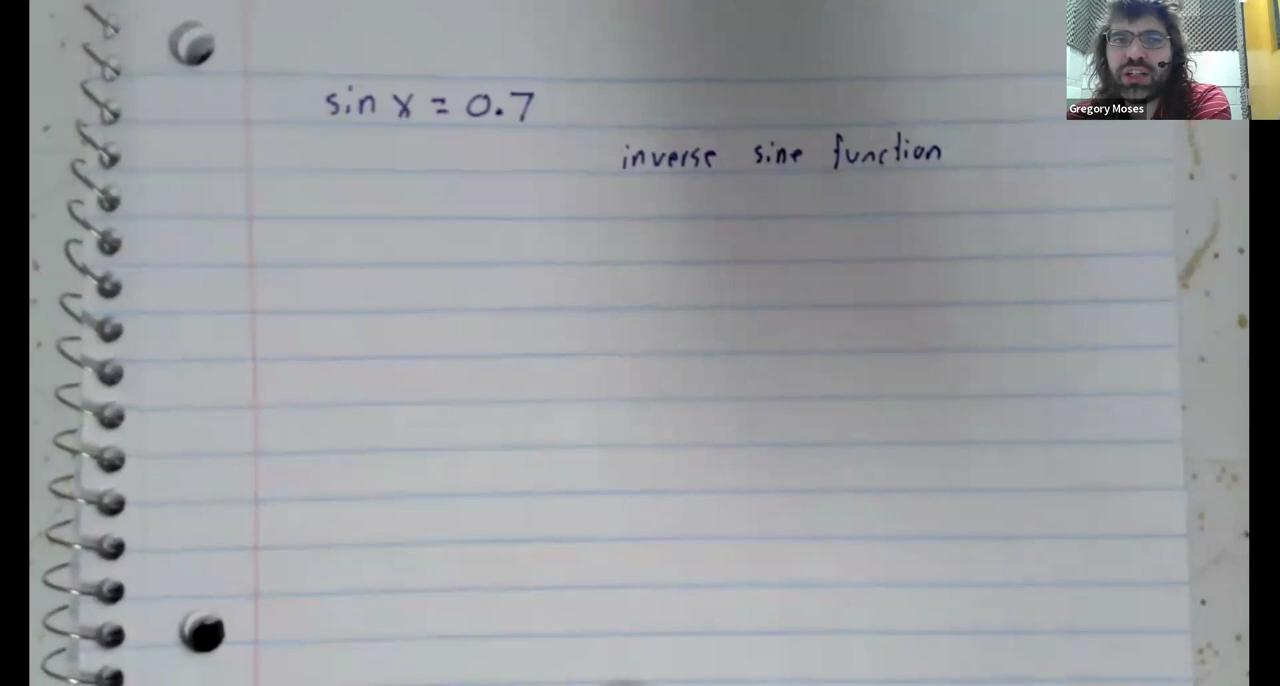 Gregory Moses
sin x = 0.7
inverse sine function